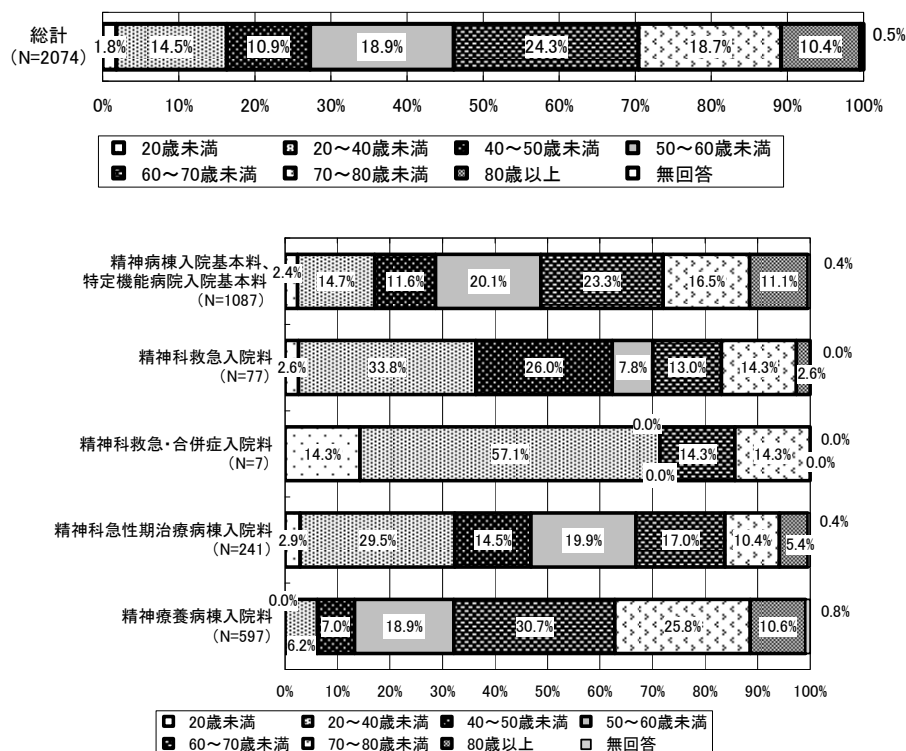 総計
(N=2074)
1.8% 14.5% 10.9% 18.9% 24.3% 18.7% 10.4% 0.5%
0% 10% 20% 30% 40% 50% 60% 70% 80% 90% 100%
20歳未満 20～40歳未満 40～50歳未満 50～60歳未満
60～70歳未満 70～80歳未満 80歳以上 無回答
精神病棟入院基本料、
特定機能病院入院基本料
(N=1087)
2.4% 14.7% 11.6% 20.1% 23.3% 16.5% 11.1% 0.4%
精神科救急入院料
(N=77)
2.6% 33.8% 26.0% 7.8% 13.0% 14.3% 2.6% 0.0%
精神科救急・合併症入院料
(N=7)
14.3% 57.1% 0.0% 0.0% 14.3% 14.3% 0.0% 0.0%
精神科急性期治療病棟入院料
(N=241)
2.9% 29.5% 14.5% 19.9% 17.0% 10.4% 5.4% 0.4%
精神療養病棟入院料
(N=597)
0.0% 6.2% 7.0% 18.9% 30.7% 25.8% 10.6% 0.8%
0% 10% 20% 30% 40% 50% 60% 70% 80% 90% 100%
20歳未満 20～40歳未満 40～50歳未満 50～60歳未満
60～70歳未満 70～80歳未満 80歳以上 無回答